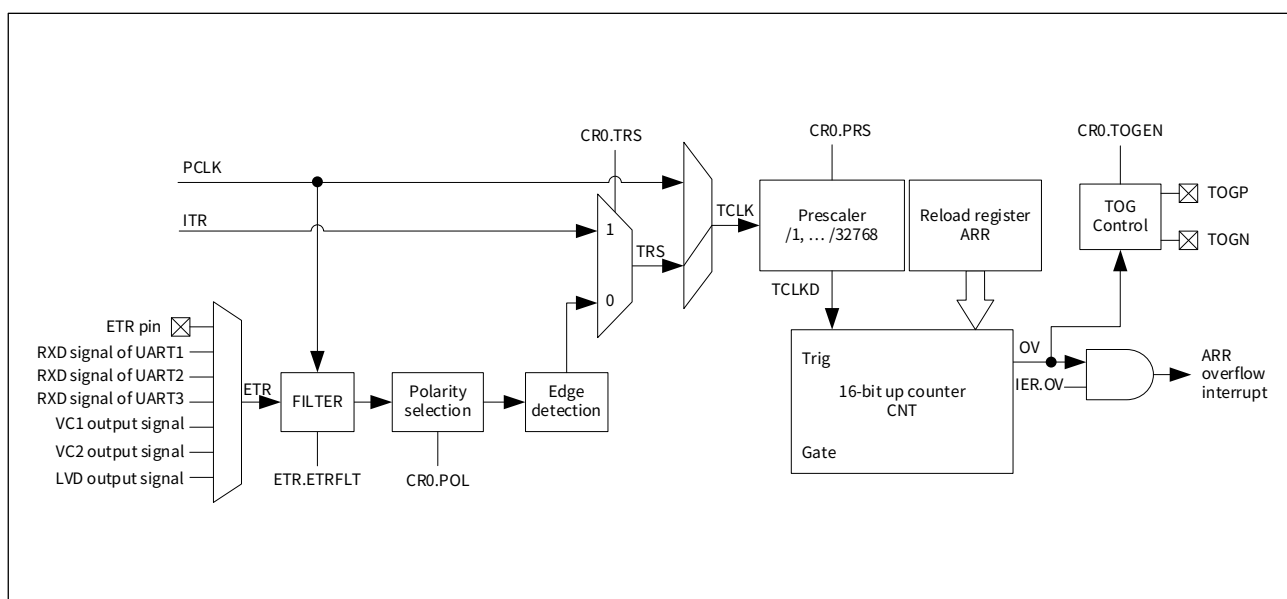 CR0.TRS
CR0.PRS
CR0.TOGEN
PCLK
ITR
1
0
TRS
TCLK
Prescaler
/1, … /32768
Reload register
ARR
TOG
Control
TOGP
TOGN
TCLKD
ETR pin
RXD signal of UART1
RXD signal of UART2
RXD signal of UART3
VC1 output signal
VC2 output signal
LVD output signal
ETR
FILTER
Polarity
selection
Edge
detection
ETR.ETRFLT
CR0.POL
Trig
16-bit up counter
CNT
Gate
OV
IER.OV
ARR
overflow
interrupt